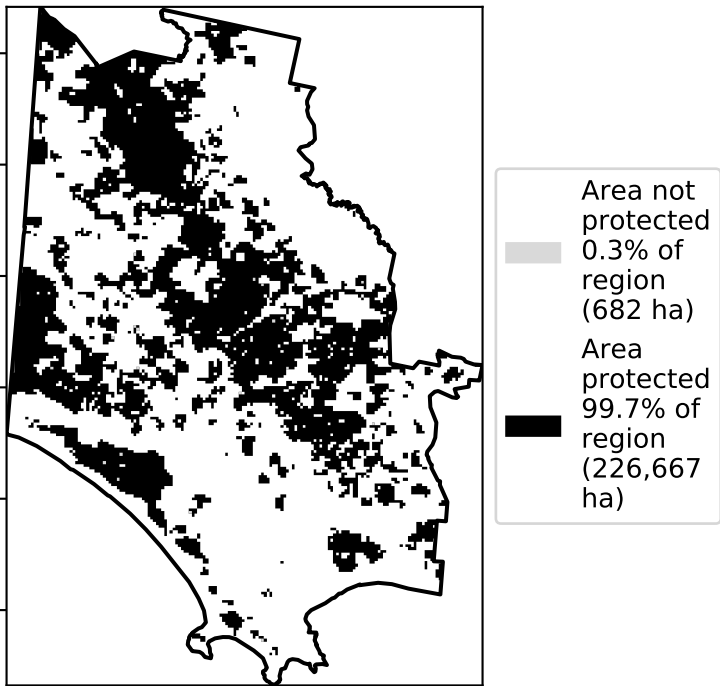 Area not
protected
0.3% of
region
(682 ha)
Area
protected
99.7% of
region
(226,667
ha)